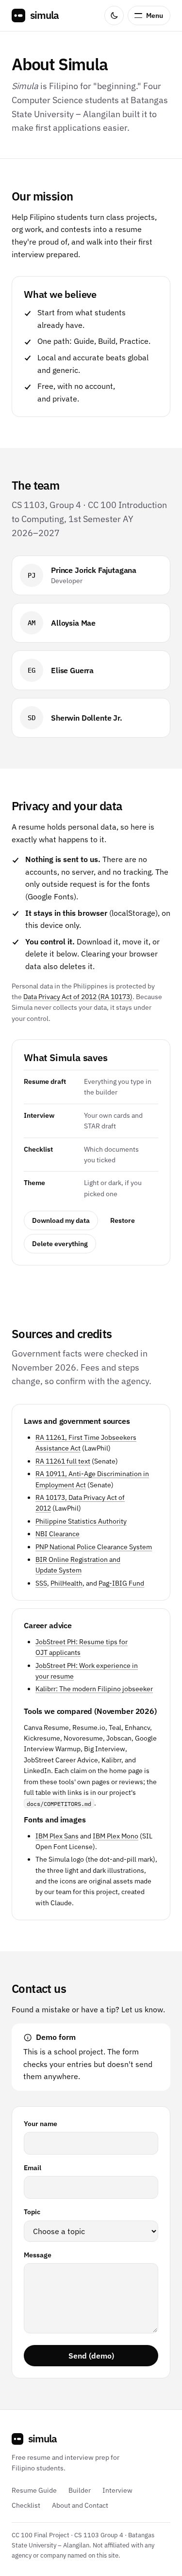 simula
Menu
About Simula
Simula is Filipino for "beginning." Four
Computer Science students at Batangas
State University – Alangilan built it to
make first applications easier.
Our mission
Help Filipino students turn class projects,
org work, and contests into a resume
they're proud of, and walk into their first
interview prepared.
What we believe
Start from what students
already have.
One path: Guide, Build, Practice.
Local and accurate beats global
and generic.
Free, with no account,
and private.
The team
CS 1103, Group 4 · CC 100 Introduction
to Computing, 1st Semester AY
2026–2027
PJ
Prince Jorick Fajutagana
Developer
AM
Alloysia Mae
EG
Elise Guerra
SD
Sherwin Dollente Jr.
Privacy and your data
A resume holds personal data, so here is
exactly what happens to it.
Nothing is sent to us. There are no
accounts, no server, and no tracking. The
only outside request is for the fonts
(Google Fonts).
It stays in this browser (localStorage), on
this device only.
You control it. Download it, move it, or
delete it below. Clearing your browser
data also deletes it.
Personal data in the Philippines is protected by
the Data Privacy Act of 2012 (RA 10173). Because
Simula never collects your data, it stays under
your control.
What Simula saves
Resume draft
Everything you type in
the builder
Interview
Your own cards and
STAR draft
Checklist
Which documents
you ticked
Theme
Light or dark, if you
picked one
Download my data
Restore
Delete everything
Sources and credits
Government facts were checked in
November 2026. Fees and steps
change, so confirm with the agency.
Laws and government sources
RA 11261, First Time Jobseekers
Assistance Act (LawPhil)
RA 11261 full text (Senate)
RA 10911, Anti-Age Discrimination in
Employment Act (Senate)
RA 10173, Data Privacy Act of
2012 (LawPhil)
Philippine Statistics Authority
NBI Clearance
PNP National Police Clearance System
BIR Online Registration and
Update System
SSS, PhilHealth, and Pag-IBIG Fund
Career advice
JobStreet PH: Resume tips for
OJT applicants
JobStreet PH: Work experience in
your resume
Kalibrr: The modern Filipino jobseeker
Tools we compared (November 2026)
Canva Resume, Resume.io, Teal, Enhancv,
Kickresume, Novoresume, Jobscan, Google
Interview Warmup, Big Interview,
JobStreet Career Advice, Kalibrr, and
LinkedIn. Each claim on the home page is
from these tools' own pages or reviews; the
full table with links is in our project's
docs/COMPETITORS.md.
Fonts and images
IBM Plex Sans and IBM Plex Mono (SIL
Open Font License).
The Simula logo (the dot-and-pill mark),
the three light and dark illustrations,
and the icons are original assets made
by our team for this project, created
with Claude.
Contact us
Found a mistake or have a tip? Let us know.
Demo form
This is a school project. The form
checks your entries but doesn't send
them anywhere.
Your name
Email
Topic
Choose a topic
Message
Send (demo)
simula
Free resume and interview prep for
Filipino students.
Resume Guide
Builder
Interview
Checklist
About and Contact
CC 100 Final Project · CS 1103 Group 4 · Batangas
State University – Alangilan. Not affiliated with any
agency or company named on this site.